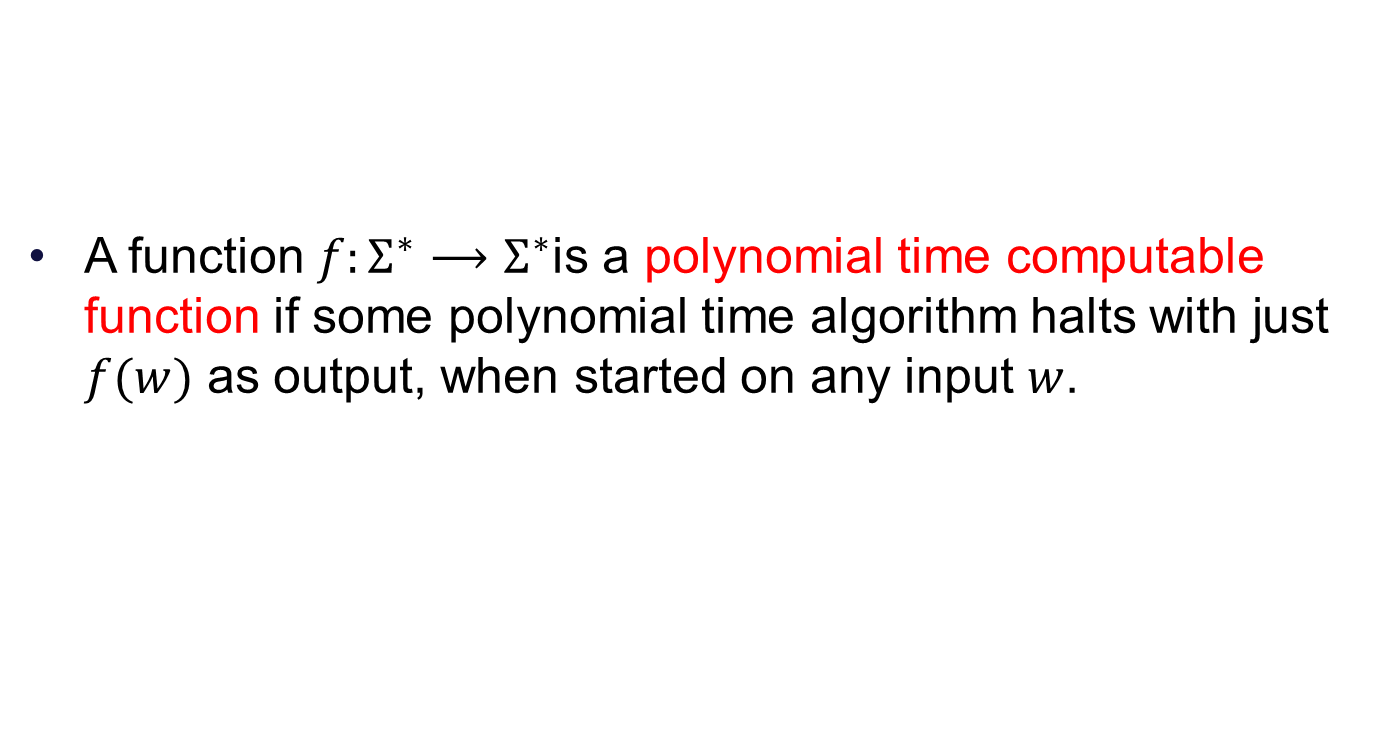 • A function 𝑓: Σ* ⟶ Σ*is a polynomial time computable
function if some polynomial time algorithm halts with just
𝑓(𝑤) as output, when started on any input 𝑤.